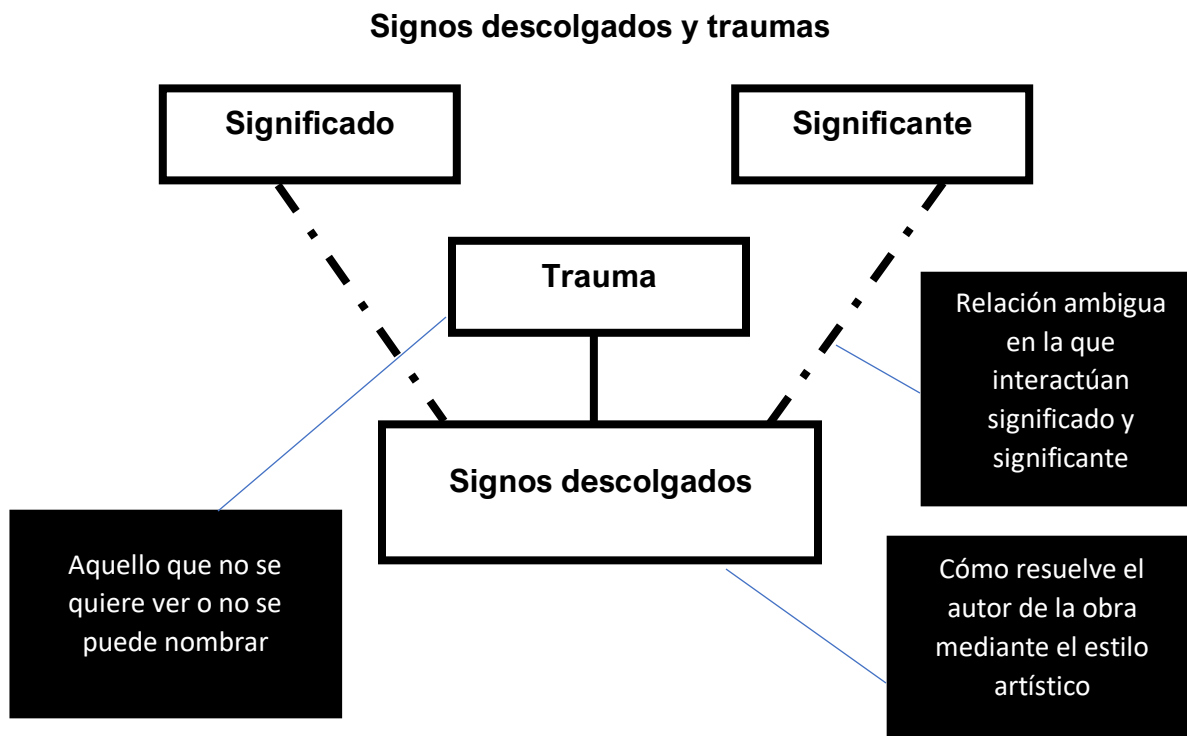 Signos descolgados y traumas
Significado
Significante
Trauma
Relación ambigua
en la que
interactúan
significado y
significante
Signos descolgados
Aquello que no se
quiere ver o no se
puede nombrar
Cómo resuelve el
autor de la obra
mediante el estilo
artístico